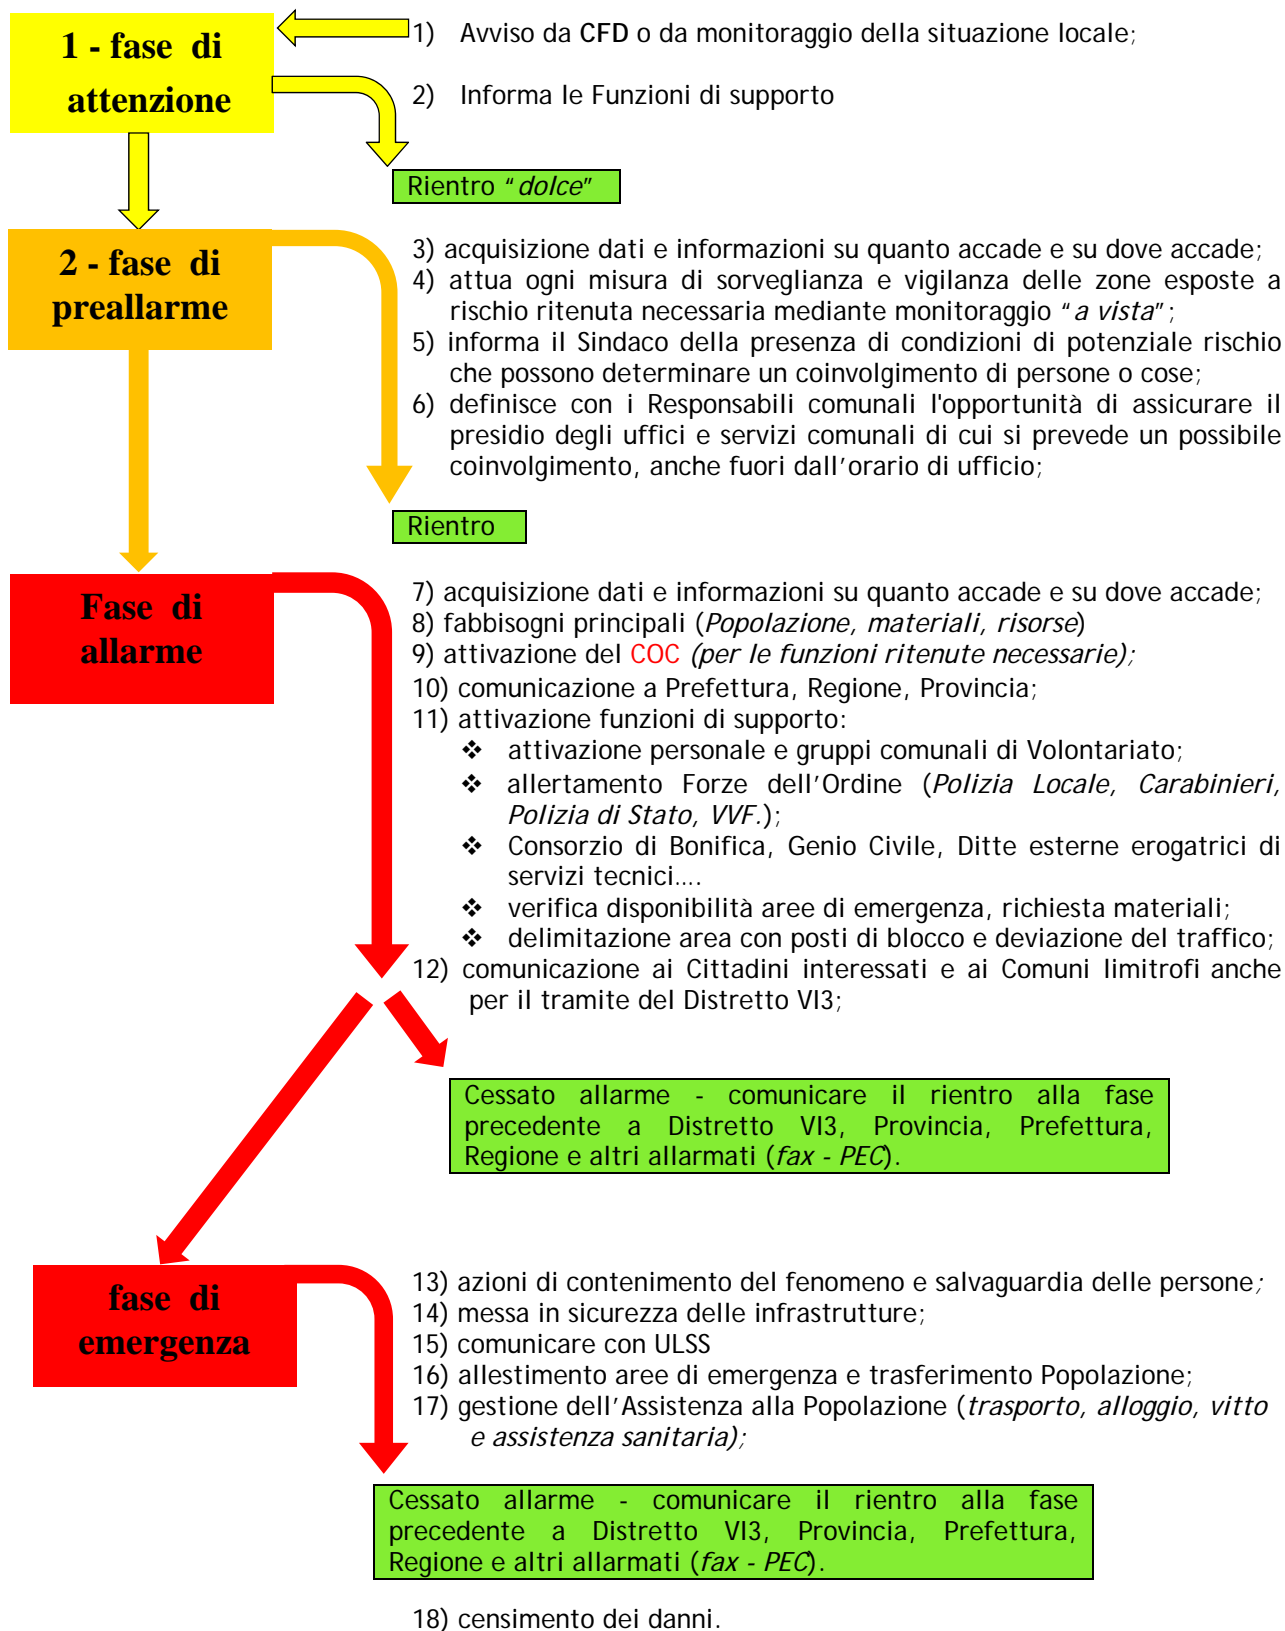 1 - fase di
attenzione
1) Avviso da CFD o da monitoraggio della situazione locale;
2) Informa le Funzioni di supporto
Rientro "dolce"
2 - fase di
preallarme
3) acquisizione dati e informazioni su quanto accade e su dove accade;
4) attua ogni misura di sorveglianza e vigilanza delle zone esposte a
rischio ritenuta necessaria mediante monitoraggio "a vista";
5) informa il Sindaco della presenza di condizioni di potenziale rischio
che possono determinare un coinvolgimento di persone o cose;
6) definisce con i Responsabili comunali l'opportunità di assicurare il
presidio degli uffici e servizi comunali di cui si prevede un possibile
coinvolgimento, anche fuori dall’orario di ufficio;
Rientro
Fase di
allarme
7) acquisizione dati e informazioni su quanto accade e su dove accade;
8) fabbisogni principali (Popolazione, materiali, risorse)
9) attivazione del COC (per le funzioni ritenute necessarie);
10) comunicazione a Prefettura, Regione, Provincia;
11) attivazione funzioni di supporto:
❖ attivazione personale e gruppi comunali di Volontariato;
❖ allertamento Forze dell’Ordine (Polizia Locale, Carabinieri,
Polizia di Stato, VVF.);
❖ Consorzio di Bonifica, Genio Civile, Ditte esterne erogatrici di
servizi tecnici….
❖ verifica disponibilità aree di emergenza, richiesta materiali;
❖ delimitazione area con posti di blocco e deviazione del traffico;
12) comunicazione ai Cittadini interessati e ai Comuni limitrofi anche
per il tramite del Distretto VI3;
Cessato allarme - comunicare il rientro alla fase
precedente a Distretto VI3, Provincia, Prefettura,
Regione e altri allarmati (fax - PEC).
fase di
emergenza
13) azioni di contenimento del fenomeno e salvaguardia delle persone;
14) messa in sicurezza delle infrastrutture;
15) comunicare con ULSS
16) allestimento aree di emergenza e trasferimento Popolazione;
17) gestione dell’Assistenza alla Popolazione (trasporto, alloggio, vitto
e assistenza sanitaria);
Cessato allarme - comunicare il rientro alla fase
precedente a Distretto VI3, Provincia, Prefettura,
Regione e altri allarmati (fax - PEC).
18) censimento dei danni.